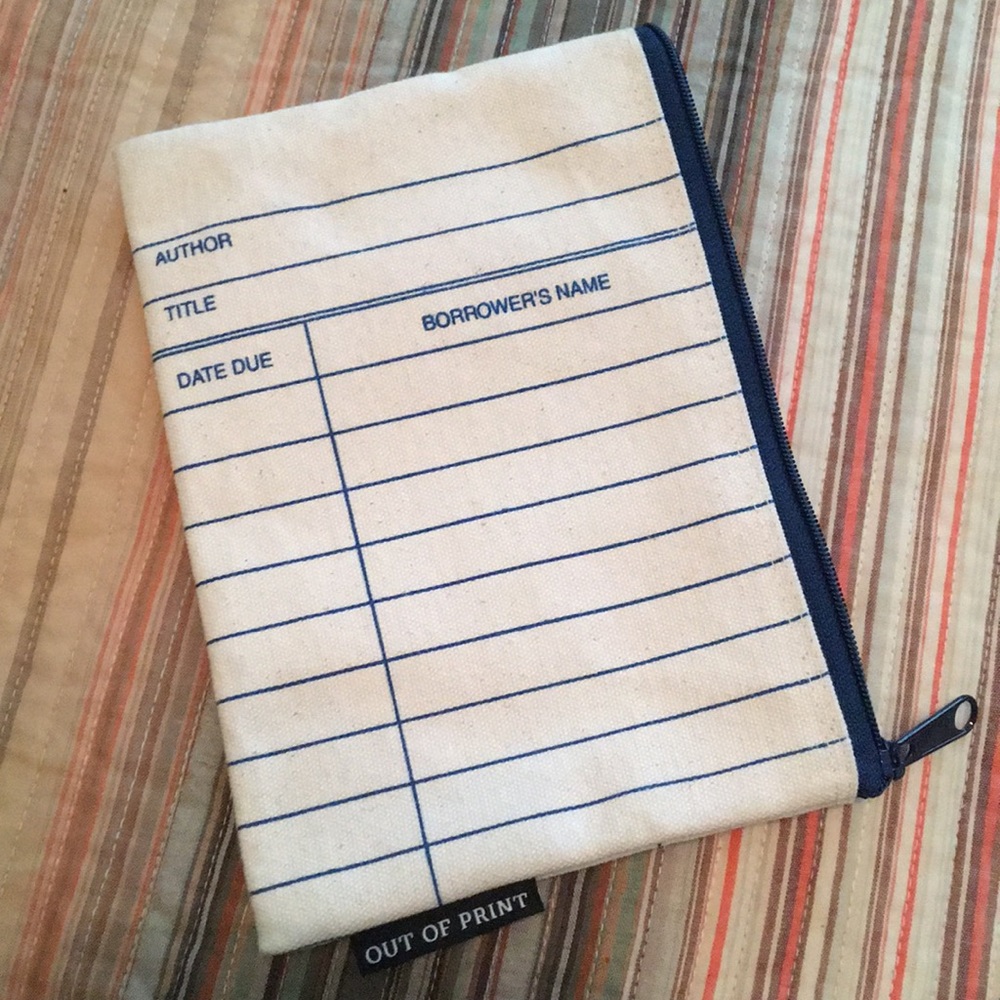 AUTHOR
TITLE
DATE DUE
BORROWER'S NAME
OUT OF PRINT